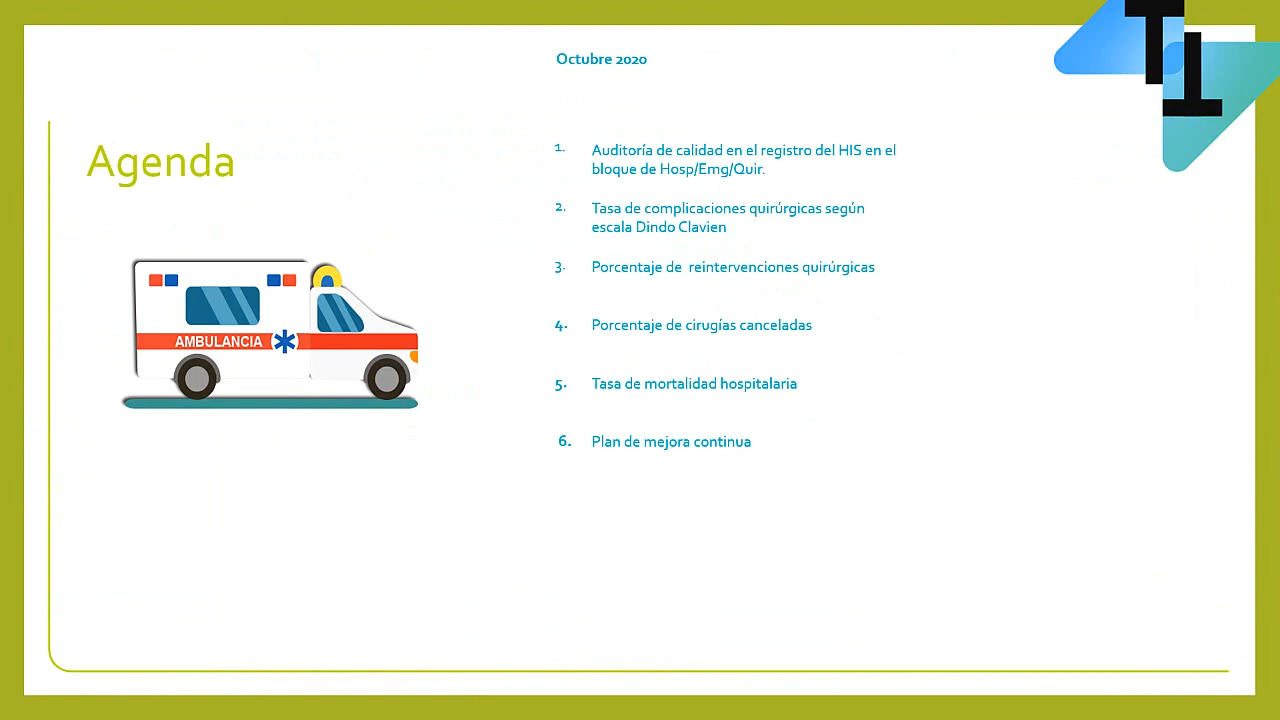 Octubre 2020
Agenda
1. Auditoría de calidad en el registro del HIS en el
bloque de Hosp/Emg/Quir.
2. Tasa de complicaciones quirúrgicas según
escala Dindo Clavien
3. Porcentaje de reintervenciones quirúrgicas
4. Porcentaje de cirugías canceladas
5. Tasa de mortalidad hospitalaria
6. Plan de mejora continua
AMBULANCIA